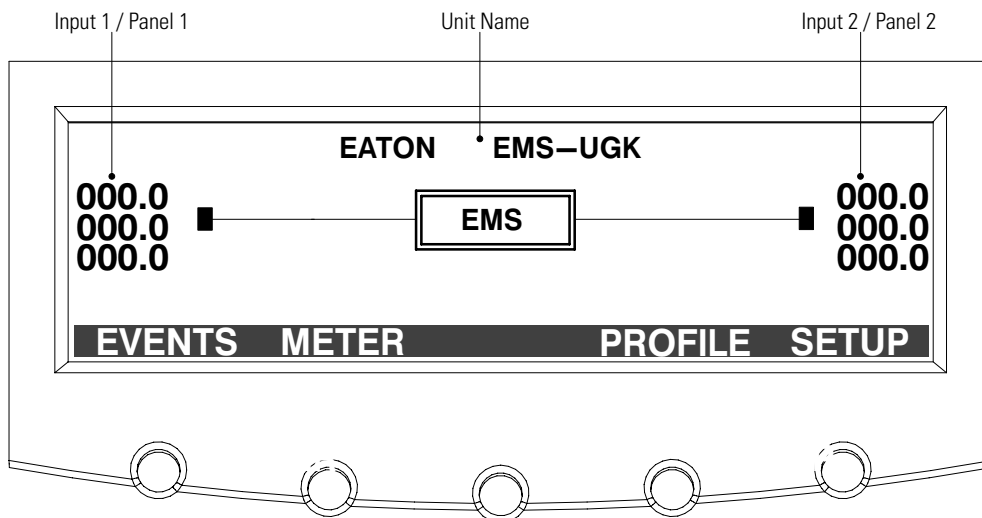 Input 1 / Panel 1 Unit Name Input 2 / Panel 2
EATON EMS–UGK
000.0 000.0
000.0 EMS 000.0
000.0 000.0
EVENTS METER PROFILE SETUP